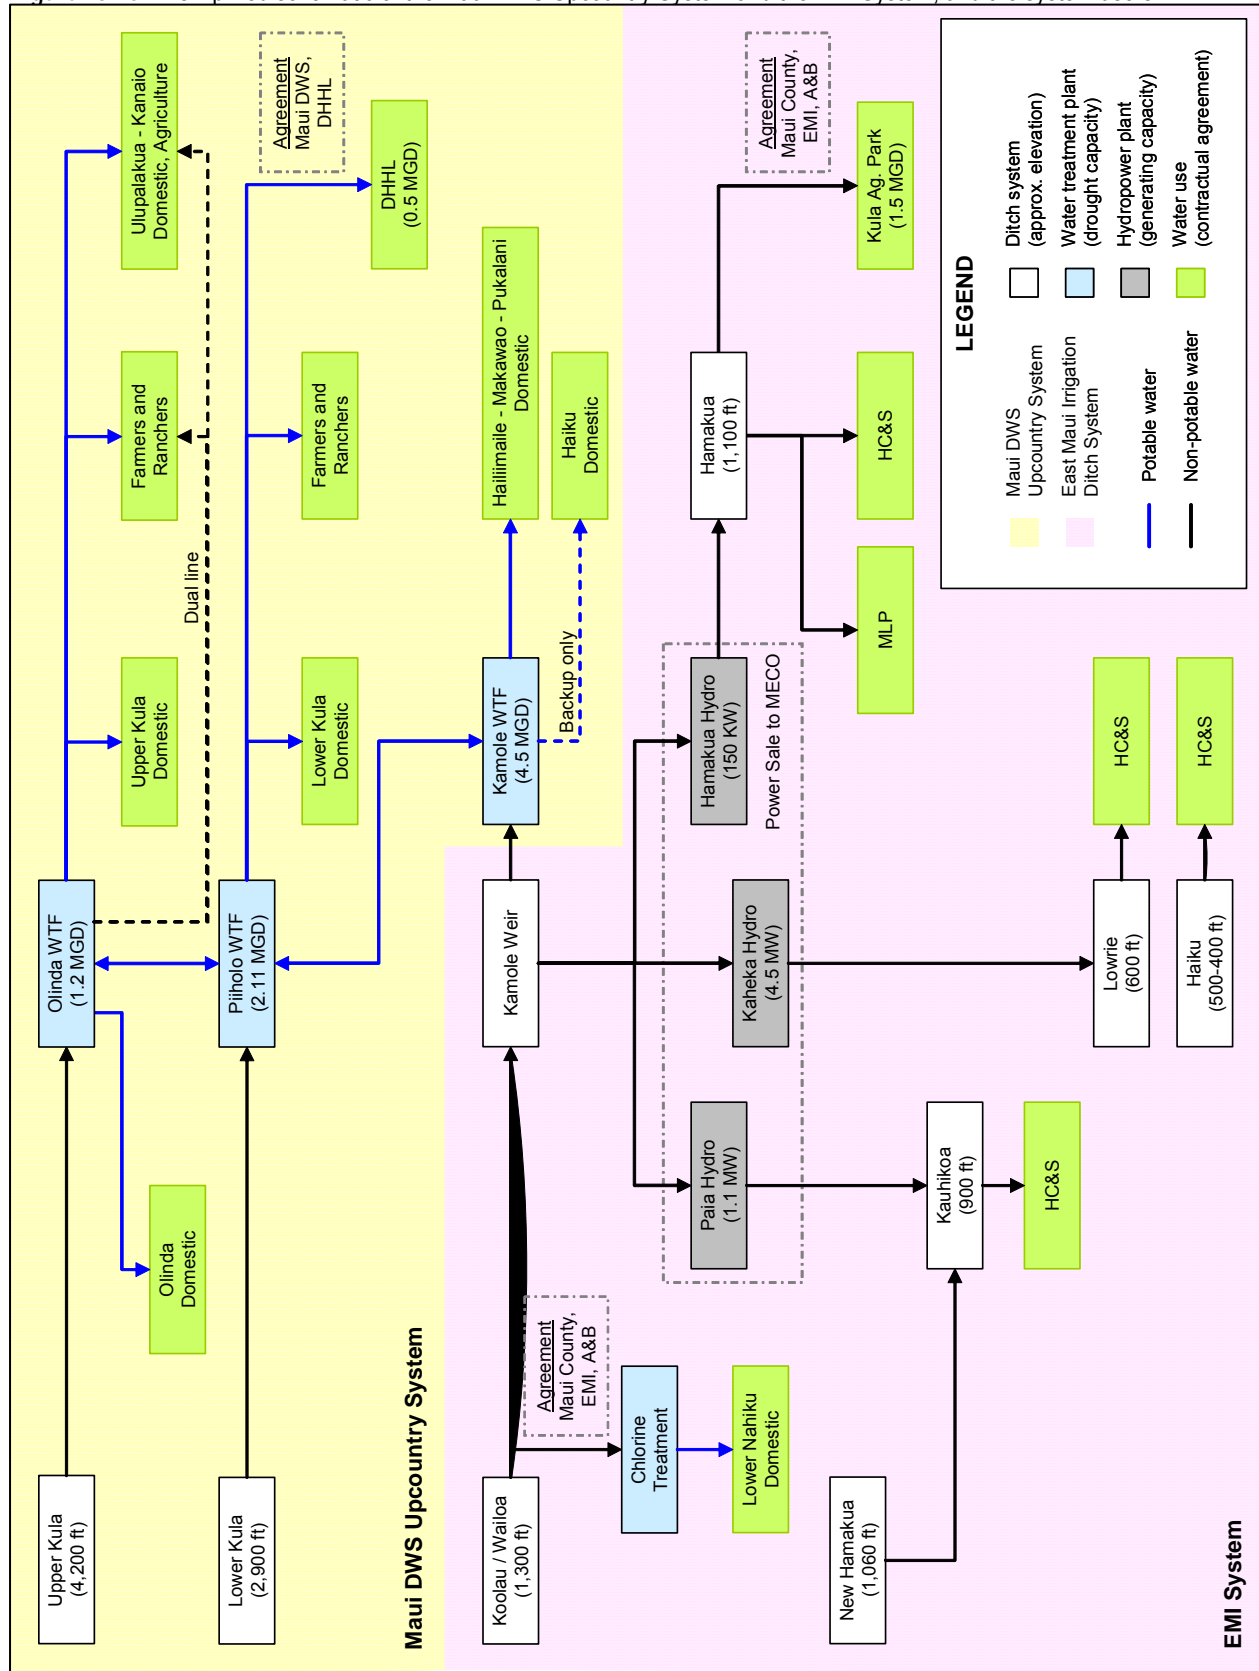 Upper Kula
(4,200 ft)
Olinda WTF
(1.2 MGD)
Olinda
Domestic
Upper Kula
Domestic
Farmers and
Ranchers
Ulupalakua - Kanaio
Domestic, Agriculture
Dual line
Lower Kula
(2,900 ft)
Piiholo WTF
(2.11 MGD)
Lower Kula
Domestic
Farmers and
Ranchers
DHHL
(0.5 MGD)
Agreement
Maui DWS,
DHHL
Maui DWS Upcountry System
Koolau / Wailoa
(1,300 ft)
Kamole Weir
Kamole WTF
(4.5 MGD)
Hailiimaile - Makawao - Pukalani
Domestic
Backup only
Haiku
Domestic
Agreement
Maui County,
EMI, A&B
Chlorine
Treatment
Lower Nahiku
Domestic
Paia Hydro
(1.1 MW)
Kaheka Hydro
(4.5 MW)
Hamakua Hydro
(150 KW)
Power Sale to MECO
Hamakua
(1,100 ft)
Agreement
Maui County,
EMI, A&B
MLP
HC&S
Kula Ag. Park
(1.5 MGD)
New Hamakua
(1,060 ft)
Kauhikoa
(900 ft)
HC&S
Lowrie
(600 ft)
HC&S
Haiku
(500-400 ft)
HC&S
EMI System
LEGEND
Maui DWS
Upcountry System
East Maui Irrigation
Ditch System
Potable water
Non-potable water
Ditch system
(approx. elevation)
Water treatment plant
(drought capacity)
Hydropower plant
(generating capacity)
Water use
(contractual agreement)